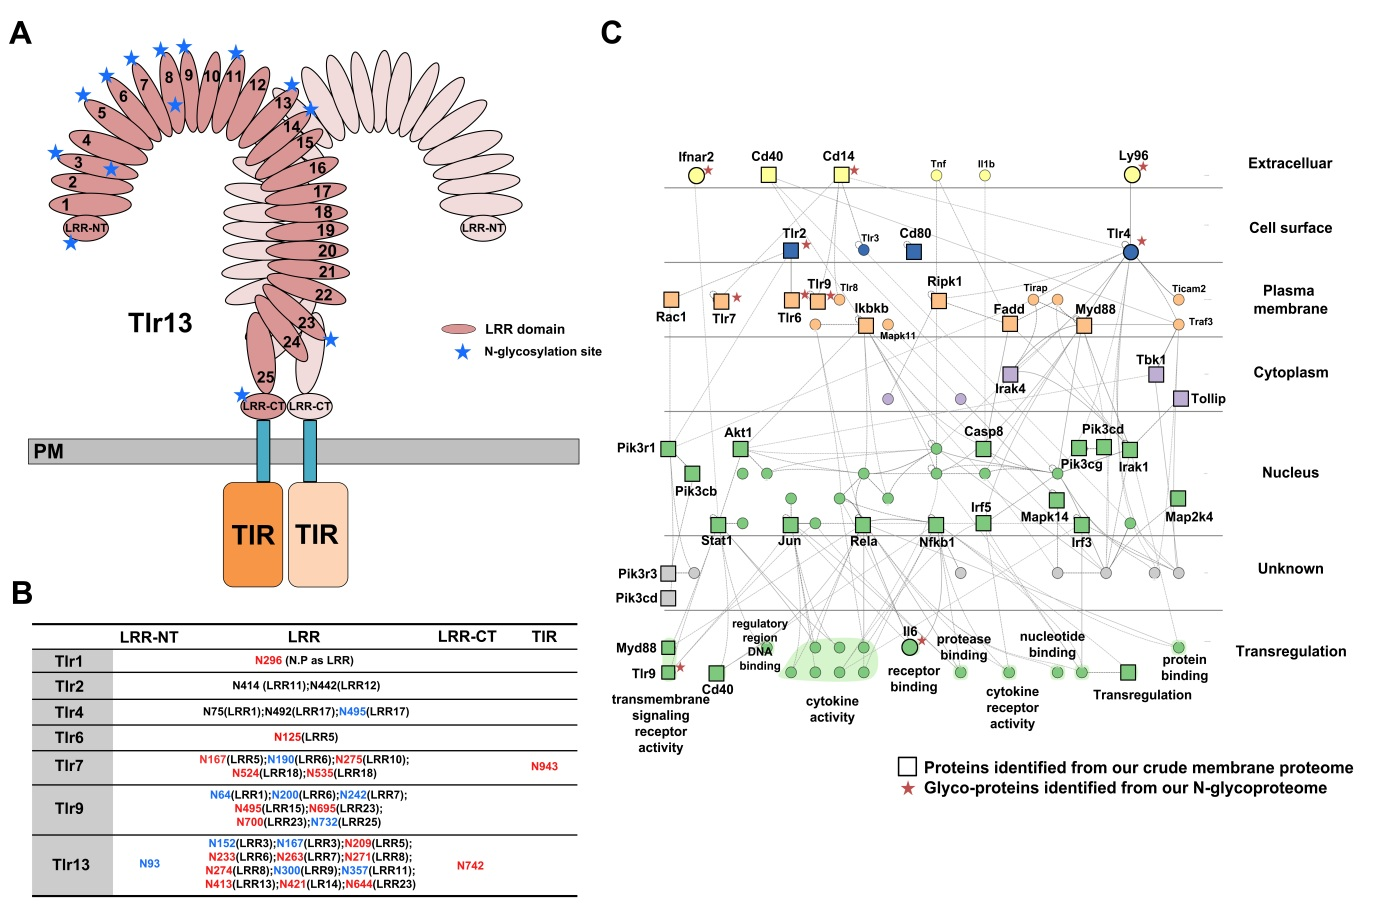 A
1
2
3
4
5
6
7
8
9
10
11
12
13
14
15
16
17
18
19
20
21
22
23
24
25
LRR-NT
LRR-NT
Tlr13
LRR domain
N-glycosylation site
LRR-CT
LRR-CT
PM
TIR
TIR
B
LRR-NT LRR LRR-CT TIR
Tlr1 N296 (N.P as LRR)
Tlr2 N414 (LRR11);N442(LRR12)
Tlr4 N75(LRR1);N492(LRR17);N495(LRR17)
Tlr6 N125(LRR5)
Tlr7 N167(LRR5);N190(LRR6);N275(LRR10);
N524(LRR18);N535(LRR18)
N943
Tlr9 N64(LRR1);N200(LRR6);N242(LRR7);
N495(LRR15);N695(LRR23);
N700(LRR23);N732(LRR25)
Tlr13 N93
N152(LRR3);N167(LRR3);N209(LRR5);
N233(LRR6);N263(LRR7);N271(LRR8);
N274(LRR8);N300(LRR9);N357(LRR11);
N413(LRR13);N421(LR14);N644(LRR23)
N742
C
Ifnar2 Cd40 Cd14 Tnf Il1b Ly96 Extracelluar
Tlr2 Tlr3 Cd80 Tlr4 Cell surface
Rac1 Tlr7 Tlr6 Tlr9 Tlr8 Ikbkb Mapk11 Ripk1 Fadd Tirap Myd88 Ticam2 Traf3
Plasma
membrane
Irak4 Tbk1 Tollip Cytoplasm
Pik3r1 Akt1 Casp8 Pik3cd
Pik3cb Pik3cg Irak1 Nucleus
Irf5 Mapk14 Map2k4
Stat1 Jun Rela Nfkb1 Irf3
Pik3r3 Unknown
Pik3cd
Myd88
Tlr9
Cd40
Il6
Transregulation
regulatory
region
DNA
binding
transmembrane
signaling
receptor
activity
cytokine
activity
receptor
binding
protease
binding
cytokine
receptor
activity
nucleotide
binding
Transregulation
protein
binding
Proteins identified from our crude membrane proteome
Glyco-proteins identified from our N-glycoproteome